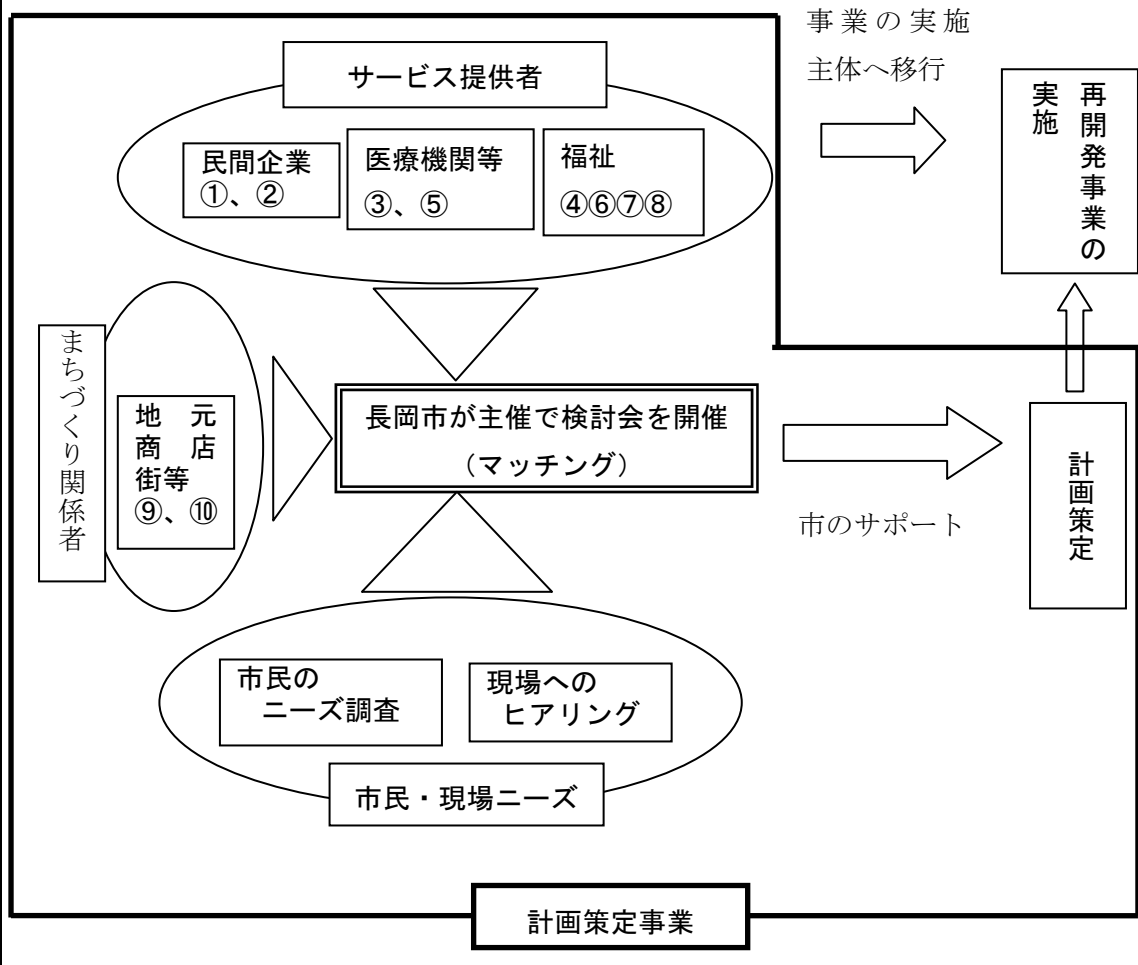 事業の実施
主体へ移行
サービス提供者
民間企業
①、②
医療機関等
③、⑤
福祉
④⑥⑦⑧
再開発事業の
実施
まちづくり関係者
地元
商店
街等
⑨、⑩
長岡市が主催で検討会を開催
（マッチング）
市のサポート
計画策定
市民の
ニーズ調査
現場への
ヒアリング
市民・現場ニーズ
計画策定事業